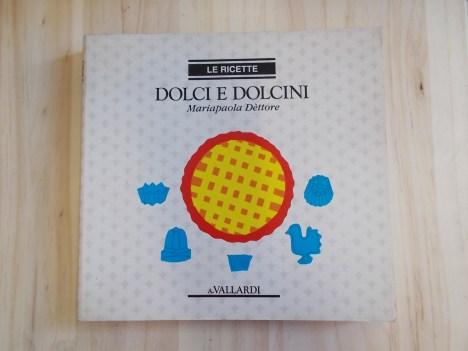 LE RICETTE
DOLCI E DOLCINI
Mariapaola Dèttore
A.VALLARDI